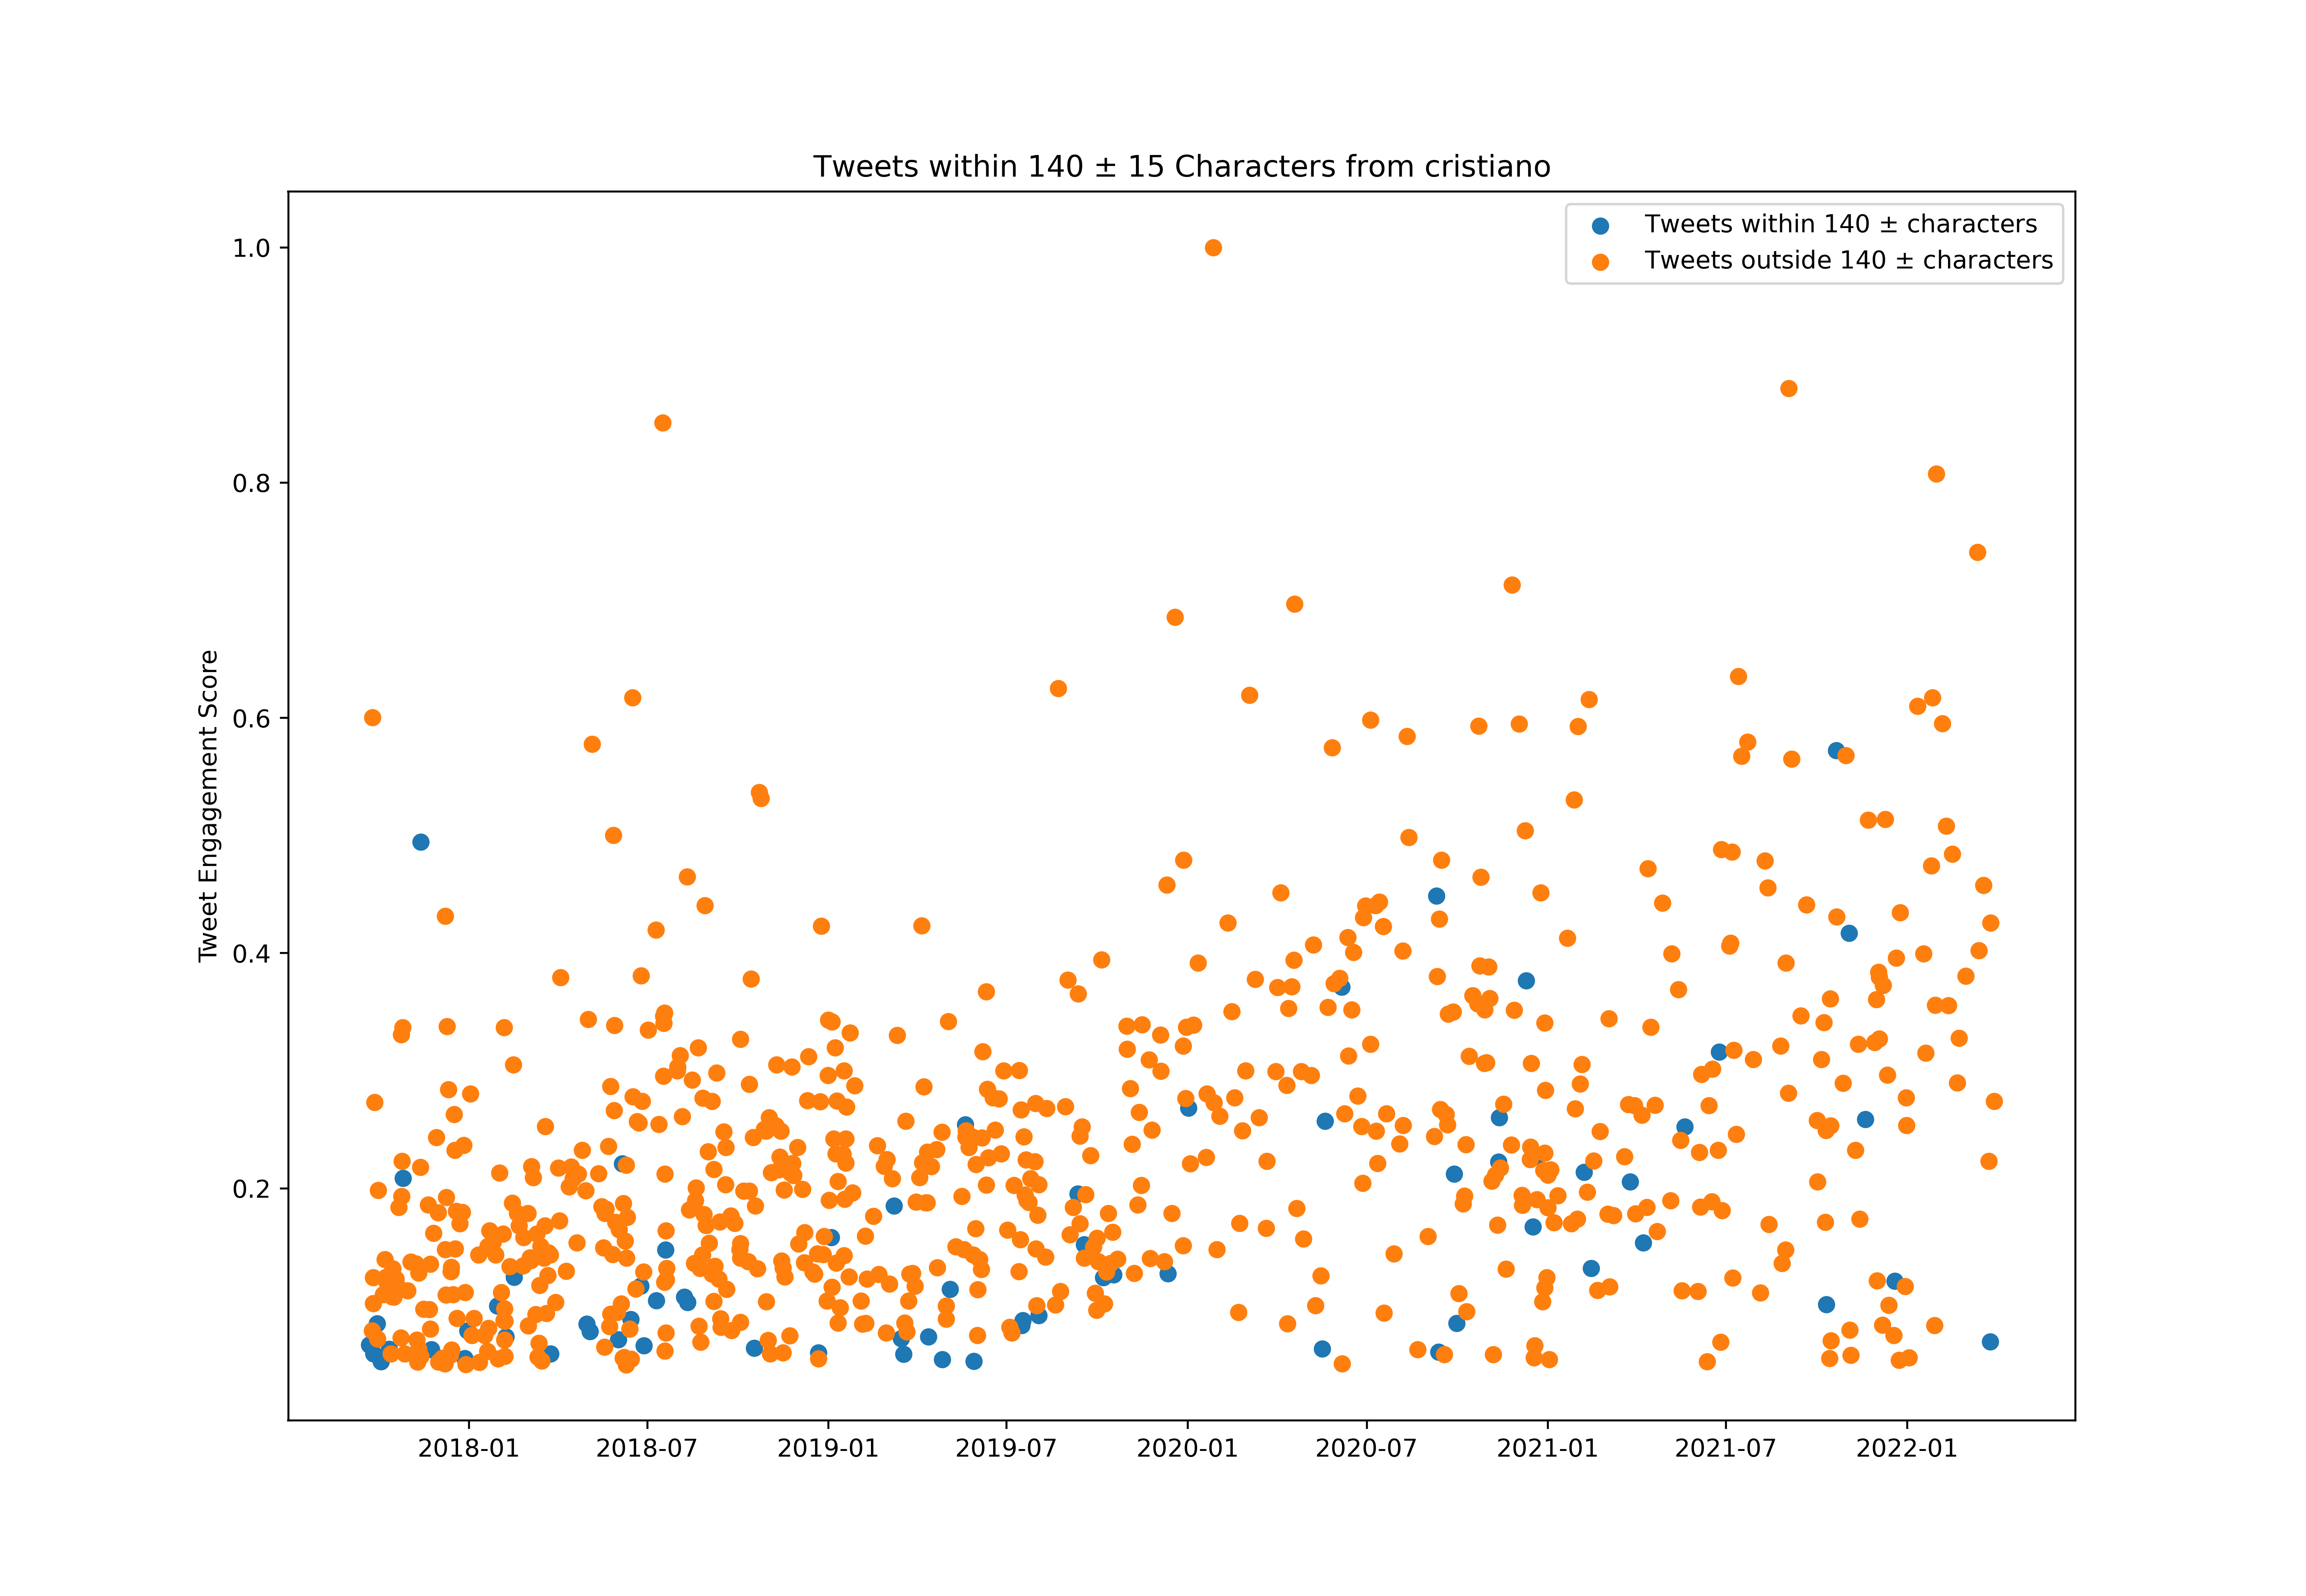 Tweets within 140 ± 15 Characters from cristiano
Tweets within 140 ± characters
Tweets outside 140 ± characters
Tweet Engagement Score
1.0
0.8
0.6
0.4
0.2
2018-01 2018-07 2019-01 2019-07 2020-01 2020-07 2021-01 2021-07 2022-01